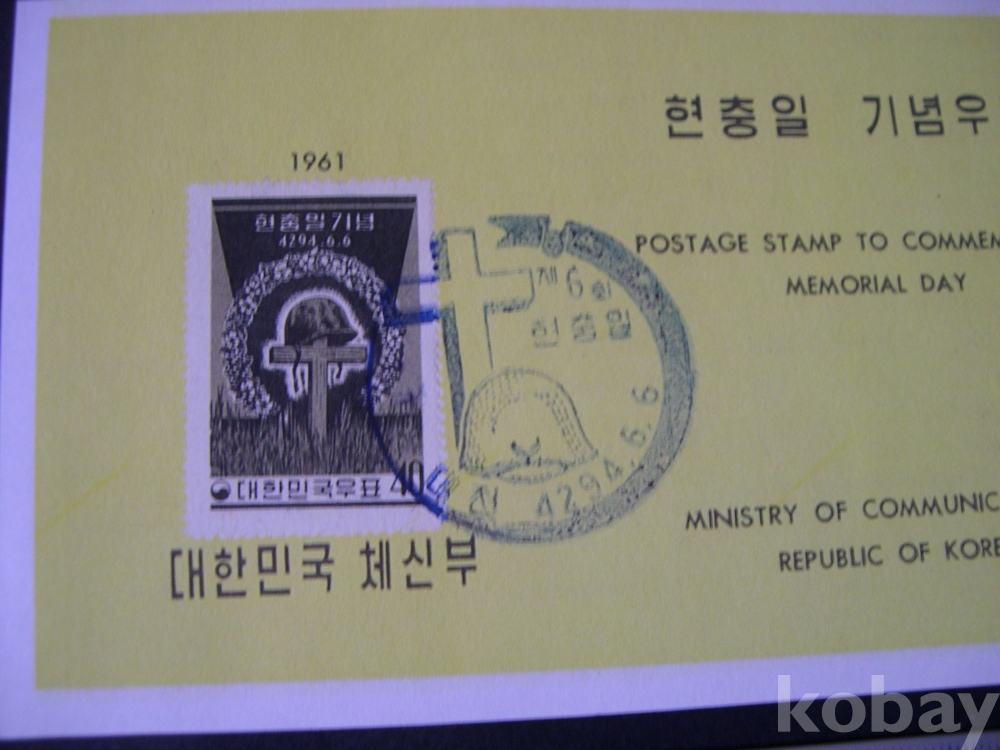 1961
현충일기념
4294.6.6
대한민국우표 40
대한민국 체신부
제6회
현충일
4294.6.6
현충일 기념우
POSTAGE STAMP TO COMMEM
MEMORIAL DAY
MINISTRY OF COMMUNIC
REPUBLIC OF KORE
kobay